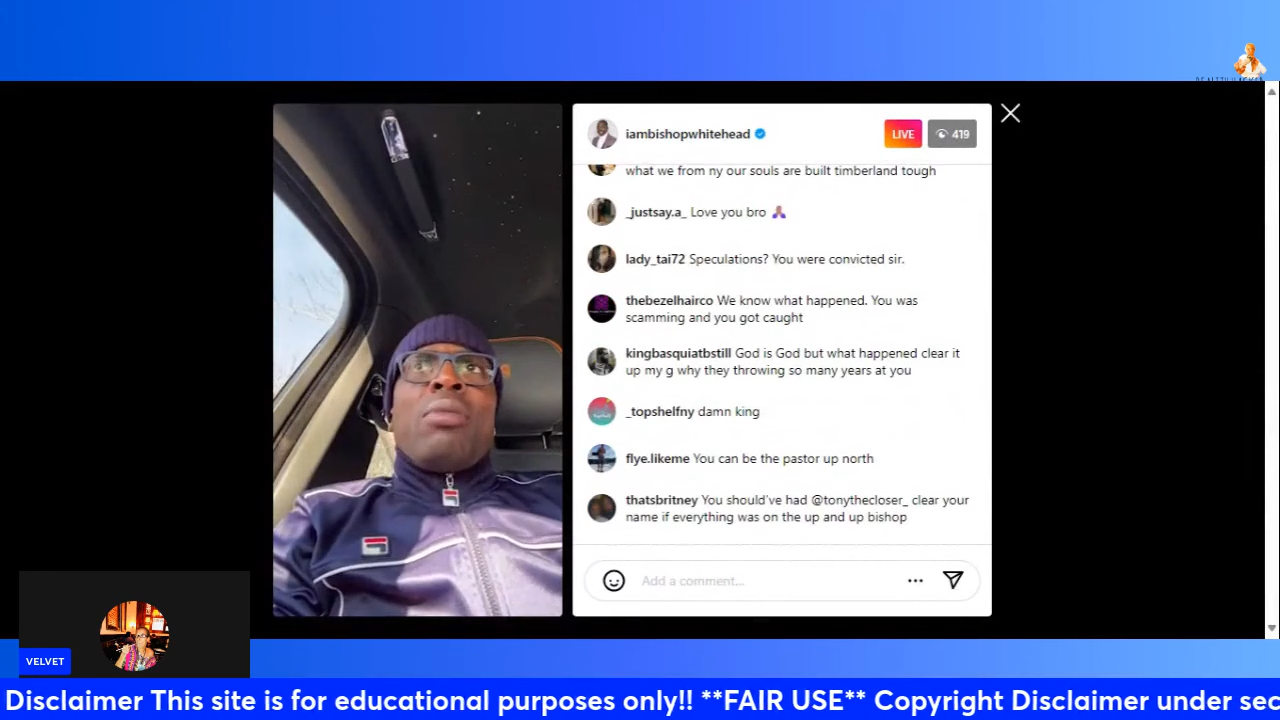 iambishopwhitehead
LIVE
419
what we from ny our souls are built timberland tough
_justsay.a_ Love you bro
lady_tai72 Speculations? You were convicted sir.
thebezelhairco We know what happened. You was
scamming and you got caught
kingbasquiatbstill God is God but what happened clear it
up my g why they throwing so many years at you
_topshelfny damn king
flye.likeme You can be the pastor up north
thatsbritney You should've had @tonythecloser_ clear your
name if everything was on the up and up bishop
Add a comment...
VELVET
Disclaimer This site is for educational purposes only!! **FAIR USE** Copyright Disclaimer under sec